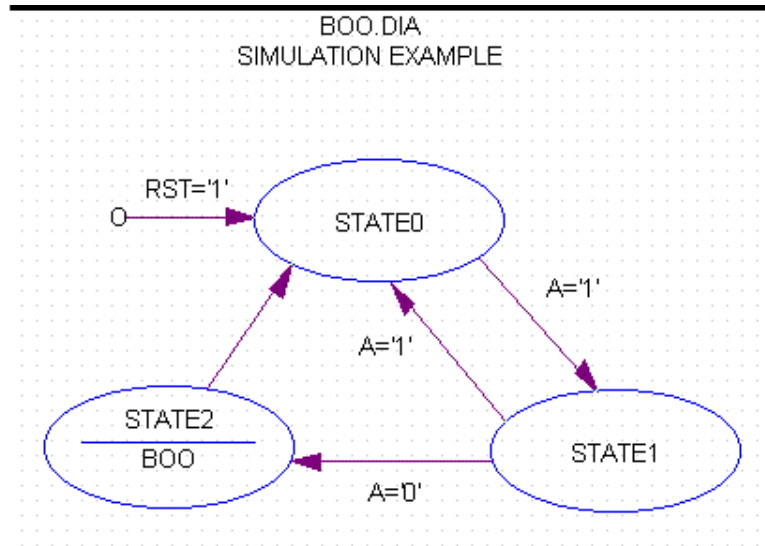 BOO.DIA
SIMULATION EXAMPLE
RST='1'
STATE0
A='1'
A='1'
STATE2
BOO
STATE1
A='0'